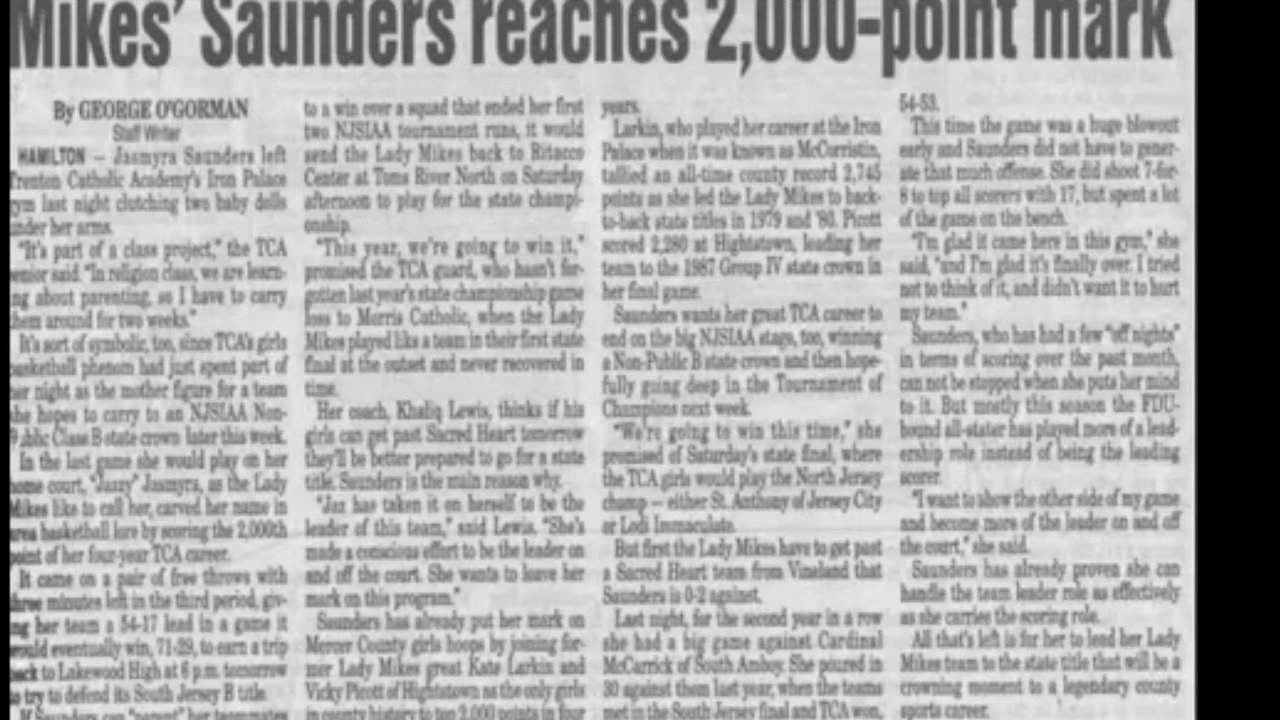 Mikes' Saunders reaches 2,000-point mark
By GEORGE O'GORMAN
Staff Writer
HAMILTON — Jasmyra Saunders left
Trenton Catholic Academy's Iron Palace
gym last night clutching two baby dolls
under her arms.
"It's part of a class project," the TCA
senior said. "In religion class, we are learn-
ng about parenting, so I have to carry
them around for two weeks."
It's sort of symbolic, too, since TCA's girls
basketball phenom had just spent part of
her night as the mother figure for a team
she hopes to carry to an NJSIAA Non-
Public Class B state crown later this week.
In the last game she would play on her
home court, "Jazzy" Jasmyra, as the Lady
Mikes like to call her, carved her name in
area basketball lore by scoring the 2,000th
point of her four-year TCA career.
It came on a pair of free throws with
three minutes left in the third period, giv-
ng her team a 54-17 lead in a game it
would eventually win, 71-29, to earn a trip
back to Lakewood High at 6 p.m. tomorrow
to try to defend its South Jersey B title.
If Saunders can "parent" her teammates
to a win over a squad that ended her first
two NJSIAA tournament runs, it would
send the Lady Mikes back to Ritacco
Center at Toms River North on Saturday
afternoon to play for the state champi-
onship.
"This year, we're going to win it,"
promised the TCA guard, who hasn't for-
gotten last year's state championship game
loss to Morris Catholic, when the Lady
Mikes played like a team in their first state
final at the outset and never recovered in
time.
Her coach, Khaliq Lewis, thinks if his
girls can get past Sacred Heart tomorrow
they'll be better prepared to go for a state
title. Saunders is the main reason why.
"Jaz has taken it on herself to be the
leader of this team," said Lewis. "She's
made a conscious effort to be the leader on
and off the court. She wants to leave her
mark on this program."
Saunders has already put her mark on
Mercer County girls hoops by joining for-
mer Lady Mikes great Kate Larkin and
Vicky Picott of Hightstown as the only girls
in county history to top 2,000 points in four
years.
Larkin, who played her career at the Iron
Palace when it was known as McCorristin,
tallied an all-time county record 2,745
points as she led the Lady Mikes to back-
to-back state titles in 1979 and '80. Picott
scored 2,280 at Hightstown, leading her
team to the 1987 Group IV state crown in
her final game.
Saunders wants her great TCA career to
end on the big NJSIAA stage, too, winning
a Non-Public B state crown and then hope-
fully going deep in the Tournament of
Champions next week.
"We're going to win this time," she
promised of Saturday's state final, where
the TCA girls would play the North Jersey
champ — either St. Anthony of Jersey City
or Lodi Immaculate.
But first the Lady Mikes have to get past
a Sacred Heart team from Vineland that
Saunders is 0-2 against.
Last night, for the second year in a row
she had a big game against Cardinal
McCarrick of South Amboy. She poured in
30 against them last year, when the teams
met in the South Jersey final and TCA won,
54-53.
This time the game was a huge blowout
early and Saunders did not have to gener-
ate that much offense. She did shoot 7-for-
8 to top all scorers with 17, but spent a lot
of the game on the bench.
"I'm glad it came here in this gym," she
said, "and I'm glad it's finally over. I tried
not to think of it, and didn't want it to hurt
my team."
Saunders, who has had a few "off nights"
in terms of scoring over the past month,
can not be stopped when she puts her mind
to it. But mostly this season the FDU-
bound all-stater has played more of a lead-
ership role instead of being the leading
scorer.
"I want to show the other side of my game
and become more of the leader on and off
the court," she said.
Saunders has already proven she can
handle the team leader role as effectively
as she carries the scoring role.
All that's left is for her to lead her Lady
Mikes team to the state title that will be a
crowning moment to a legendary county
sports career.